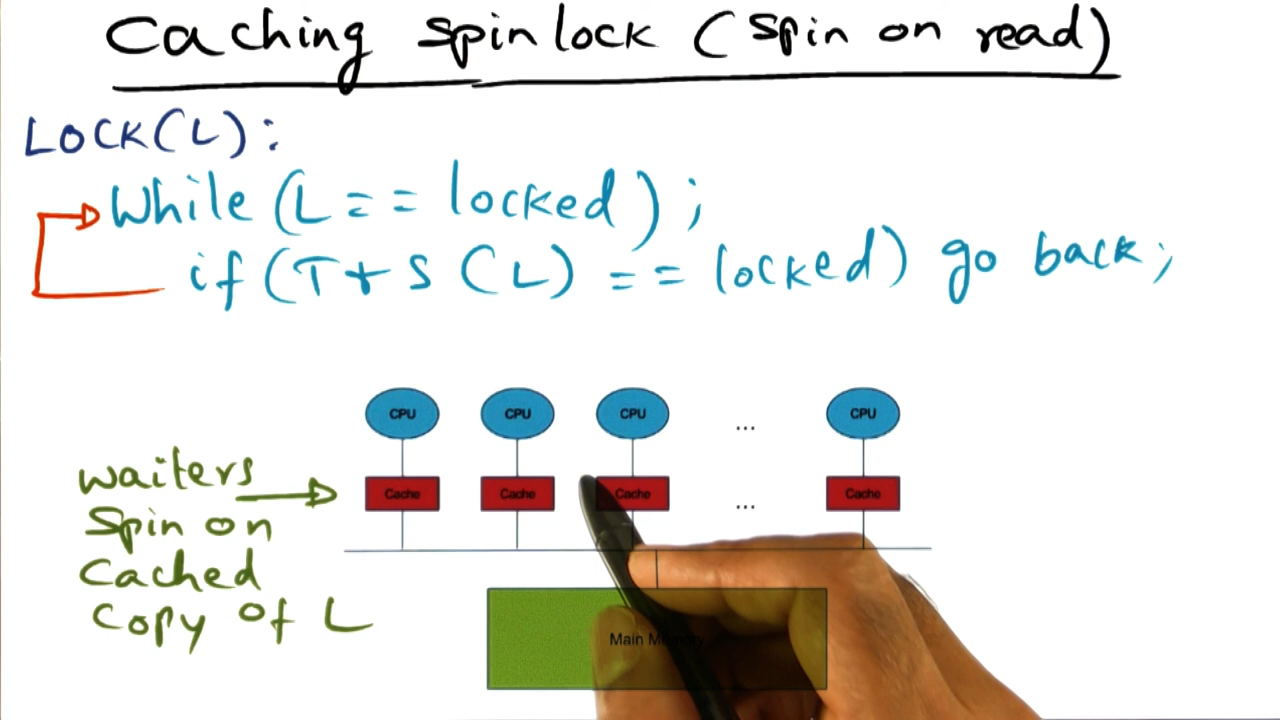 Caching spinlock (spin on read)
LOCK(L):
While (L == locked);
if (T+S (L) == locked) go back;
CPU CPU CPU ... CPU
waiters
Cache Cache Cache ... Cache
Spin on
Cached
Copy of L
Main Memory